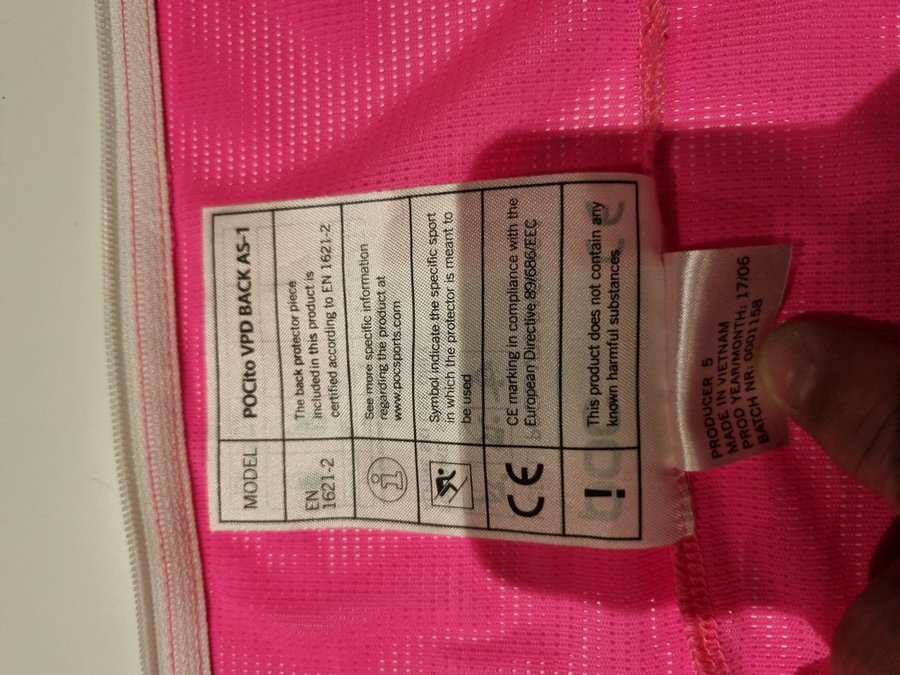 MODEL POCito VPD BACK AS-1
EN
1621-2
The back protector piece
included in this product is
certified according to EN 1621-2
i
See more specific information
regarding the product at
www.pocsports.com
Symbol indicate the specific sport
in which the protector is meant to
be used
CE
CE marking in compliance with the
European Directive 89/686/EEC
!
This product does not contain any
known harmful substances.
PRODUCER 5
MADE IN VIETNAM
PROD YEAR/MONTH: 17/06
BATCH NR: 0001158